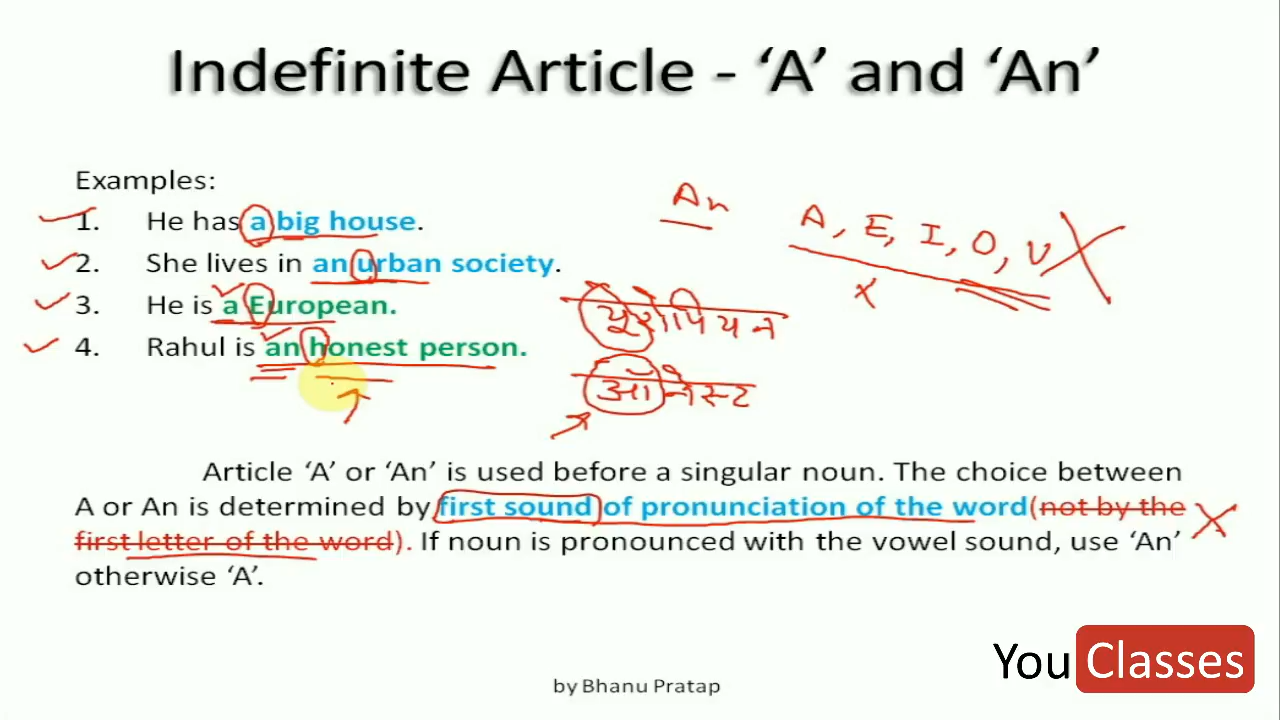 Indefinite Article - ‘A’ and ‘An’
Examples:
1. He has a big house.
2. She lives in an urban society.
3. He is a European.
4. Rahul is an honest person.
An
A, E, I, O, U
X
यूरोपियन
ऑनेस्ट
Article ‘A’ or ‘An’ is used before a singular noun. The choice between
A or An is determined by first sound of pronunciation of the word(not by the
first letter of the word). If noun is pronounced with the vowel sound, use ‘An’
otherwise ‘A’.
You Classes
by Bhanu Pratap